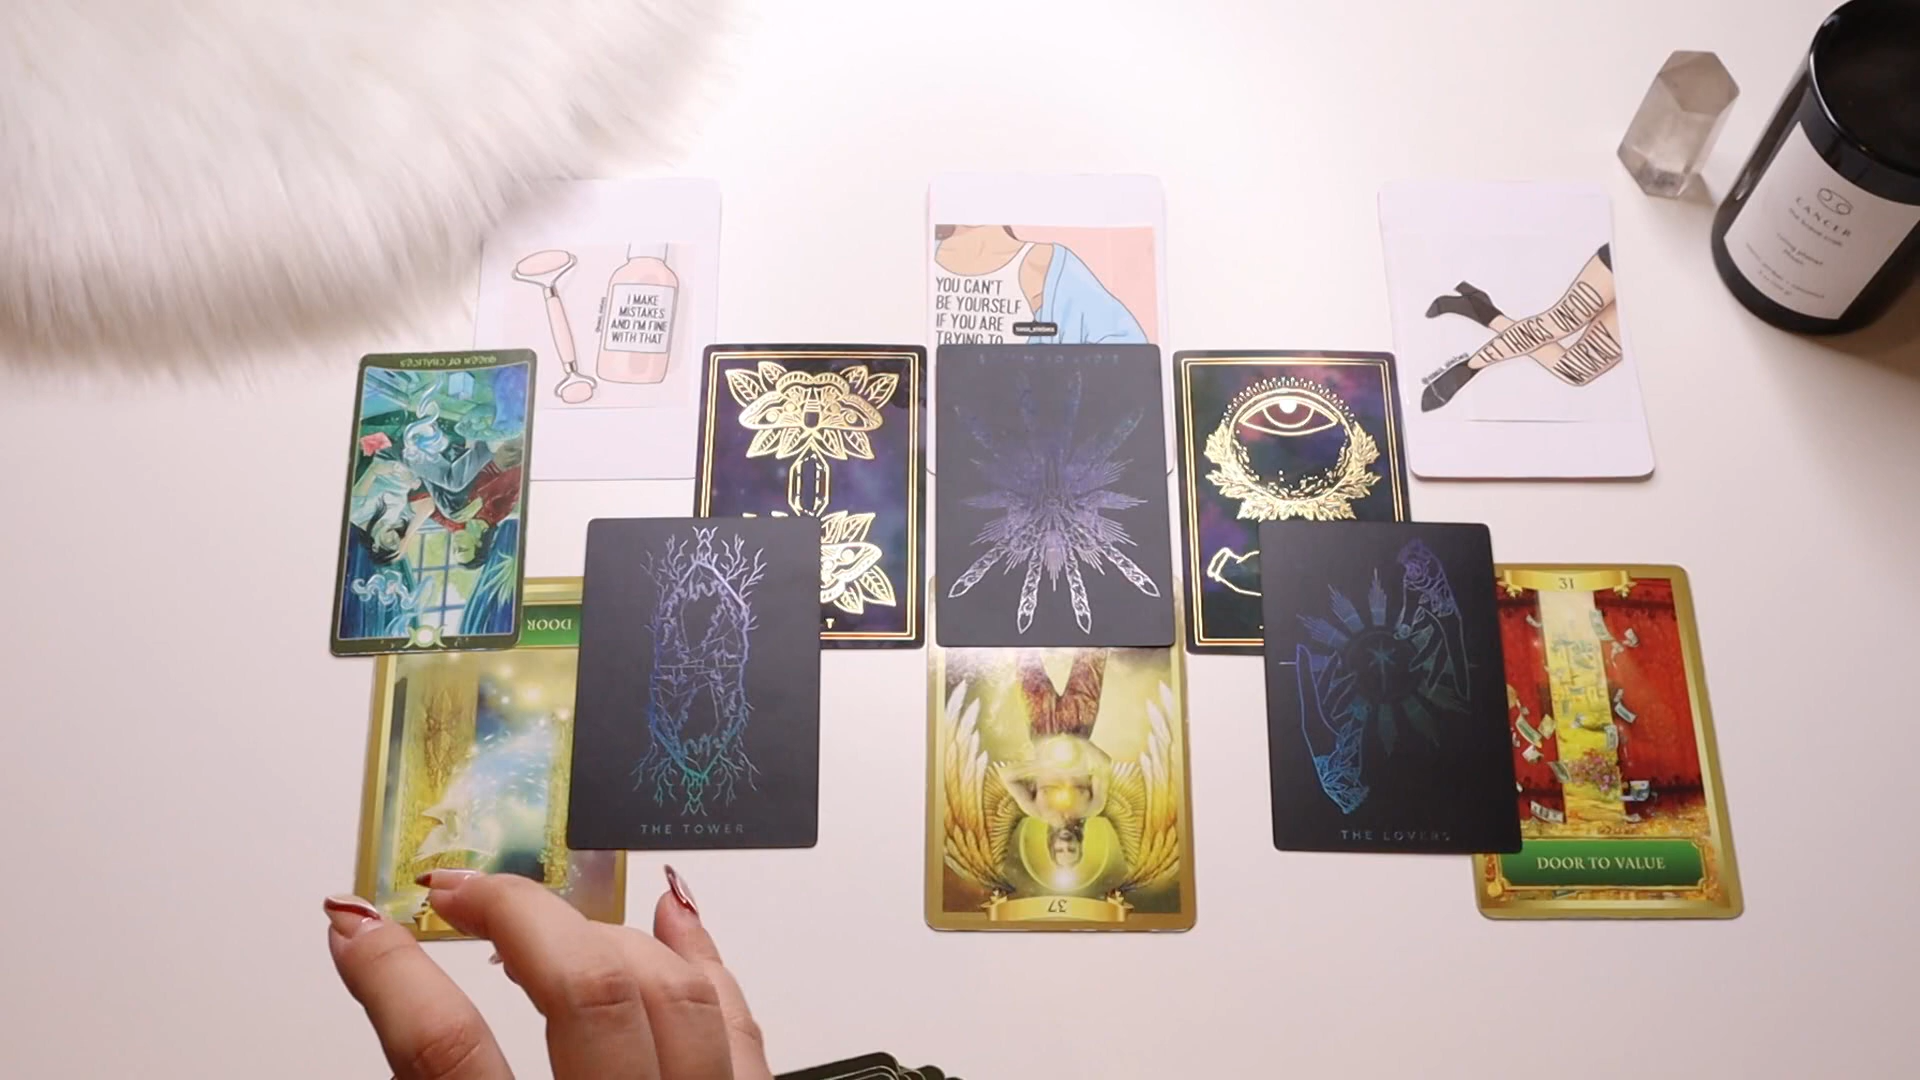 I MAKE
MISTAKES
AND I'M FINE
WITH THAT
YOU CAN'T
BE YOURSELF
IF YOU ARE
TRYING TO
LET THINGS UNFOLD
NATURALLY
CANCER
QUEEN OF CHALICES
DOOR
T
THE TOWER
37
THE LOVERS
31
DOOR TO VALUE